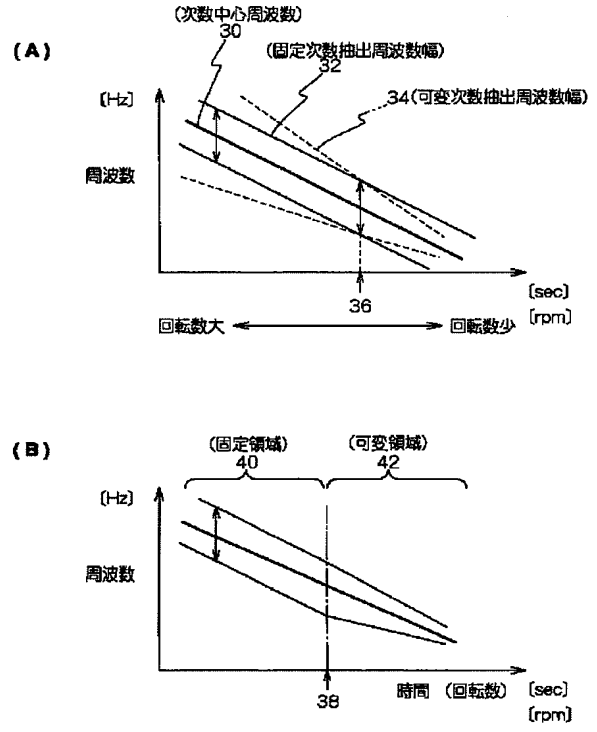 (A)
(次数中心周波数)
30
(固定次数抽出周波数幅)
32
34(可変次数抽出周波数幅)
[Hz]
周波数
36
[sec]
[rpm]
回転数大
回転数少
(B)
(固定領域)
40
(可変領域)
42
[Hz]
周波数
38
時間 (回転数)
[sec]
[rpm]